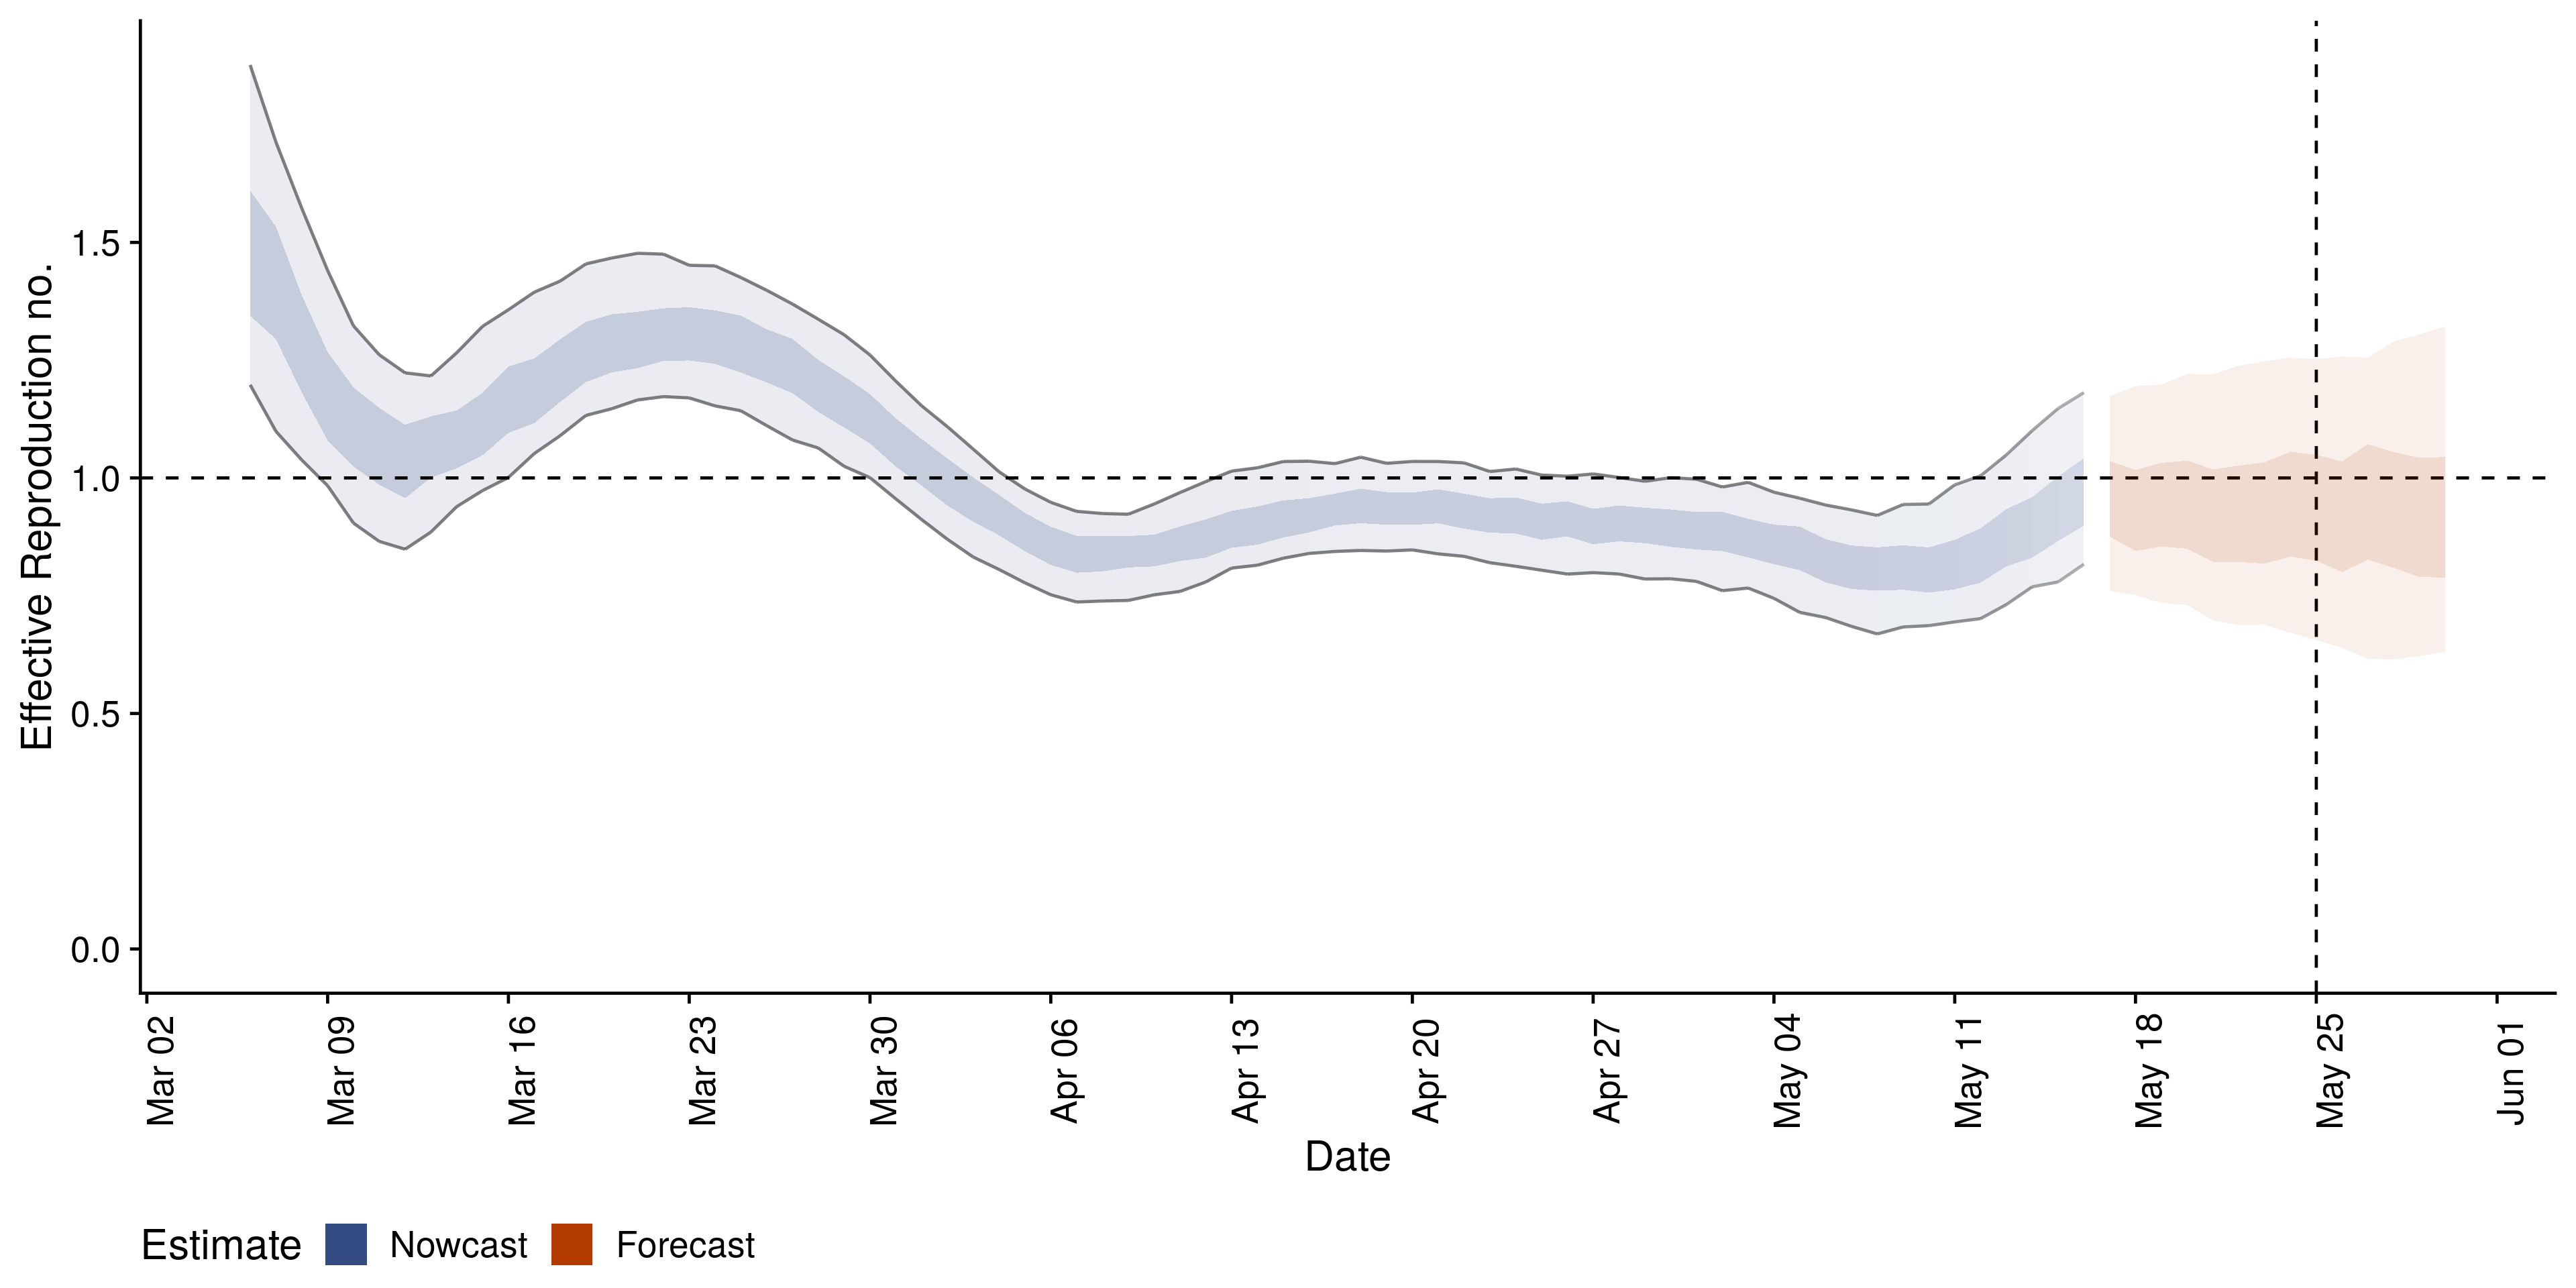 Effective Reproduction no.
1.5
1.0
0.5
0.0
Mar 02
Mar 09
Mar 16
Mar 23
Mar 30
Apr 06
Apr 13
Apr 20
Apr 27
May 04
May 11
May 18
May 25
Jun 01
Date
Estimate Nowcast Forecast